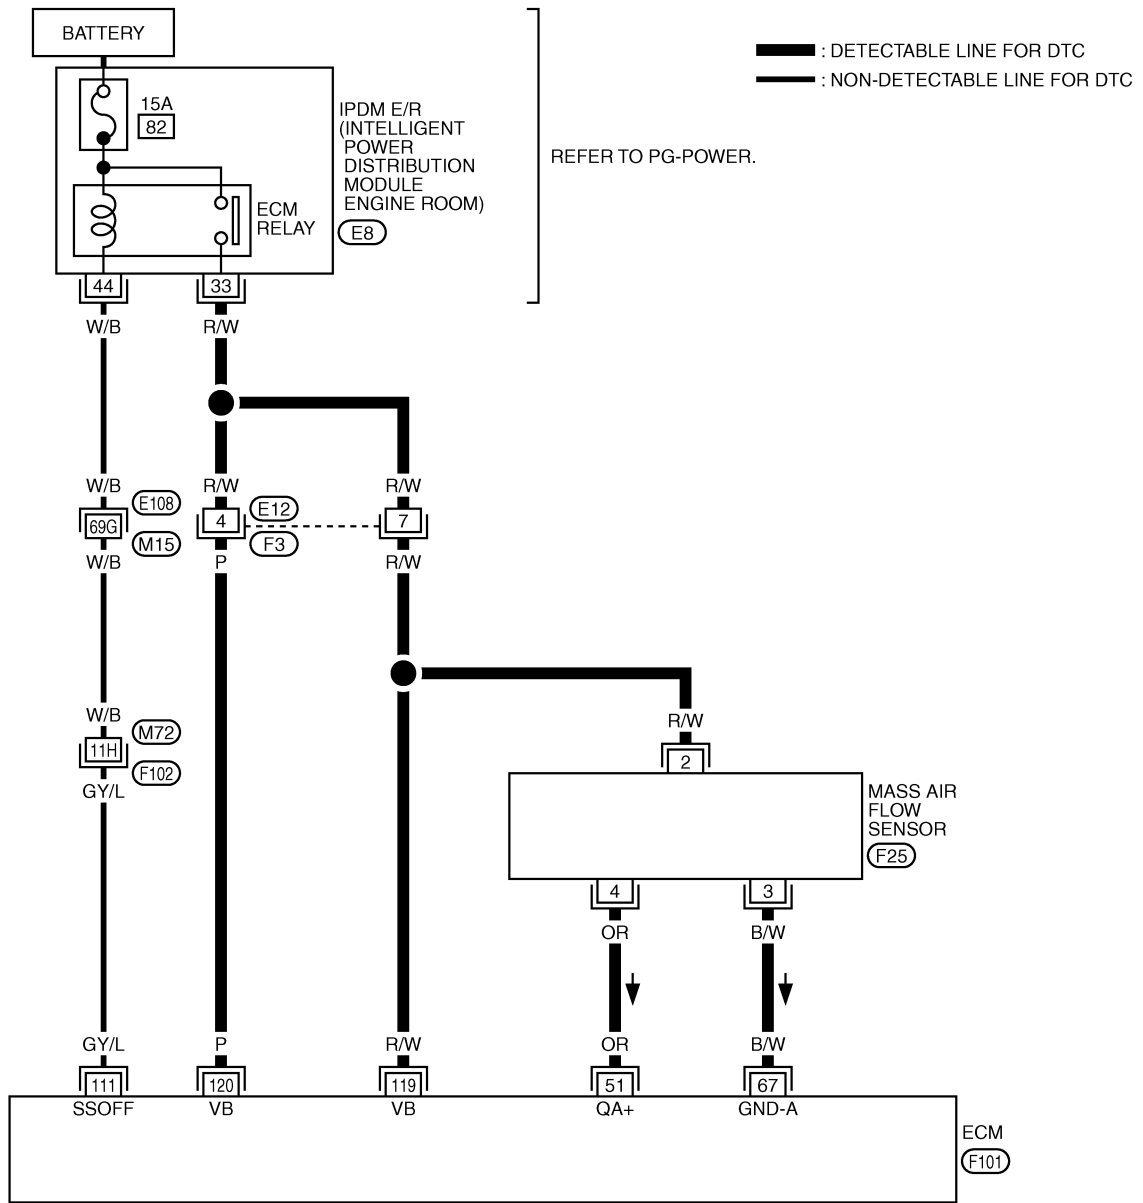 BATTERY
: DETECTABLE LINE FOR DTC
: NON-DETECTABLE LINE FOR DTC
15A
82
IPDM E/R
(INTELLIGENT
POWER
DISTRIBUTION
MODULE
ENGINE ROOM)
E8
REFER TO PG-POWER.
ECM
RELAY
44 33
W/B R/W
W/B R/W R/W
E108 E12
69G 4 7
M15 F3
W/B P R/W
W/B M72 R/W
11H 2
F102
GY/L
MASS AIR
FLOW
SENSOR
F25
4 3
OR B/W
GY/L P R/W OR B/W
111 120 119 51 67
SSOFF VB VB QA+ GND-A
ECM
F101